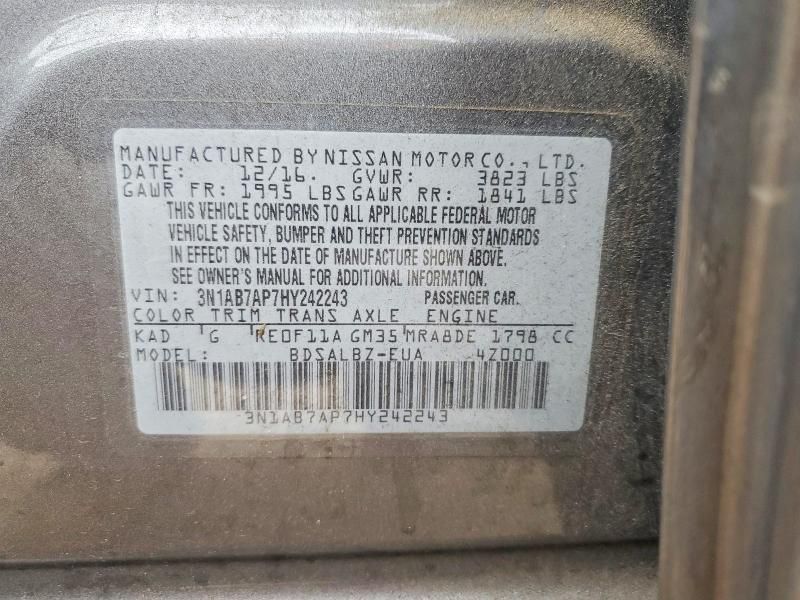 MANUFACTURED BY NISSAN MOTOR CO., LTD.
DATE: 12/16. GVWR: 3823 LBS
GAWR FR: 1995 LBS GAWR RR: 1841 LBS
THIS VEHICLE CONFORMS TO ALL APPLICABLE FEDERAL MOTOR
VEHICLE SAFETY, BUMPER AND THEFT PREVENTION STANDARDS
IN EFFECT ON THE DATE OF MANUFACTURE SHOWN ABOVE.
SEE OWNER'S MANUAL FOR ADDITIONAL INFORMATION.
VIN: 3N1AB7AP7HY242243 PASSENGER CAR.
COLOR TRIM TRANS AXLE ENGINE
KAD G RE0F11A GM35 MRA8DE 1798 CC
MODEL: BDSALBZ-EUA 4Z000
3N1AB7AP7HY242243